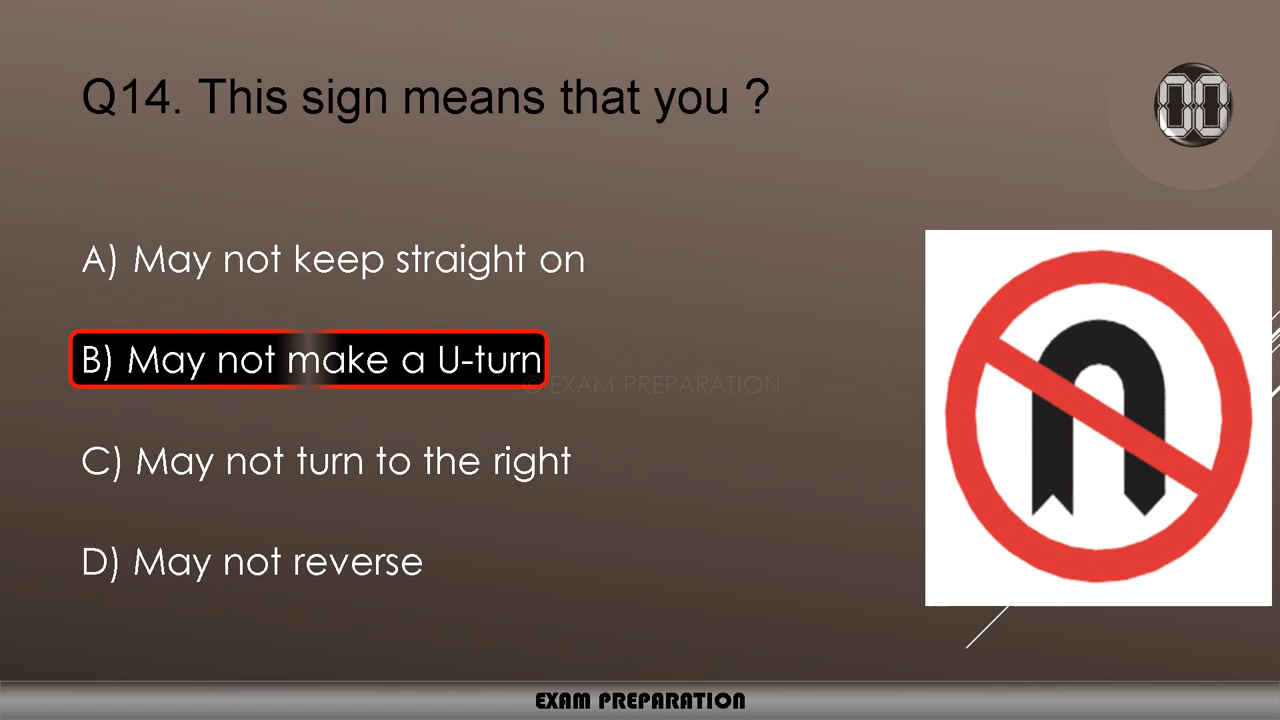 Q14. This sign means that you ?
00
A) May not keep straight on
B) May not make a U-turn
© EXAM PREPARATION
C) May not turn to the right
D) May not reverse
EXAM PREPARATION